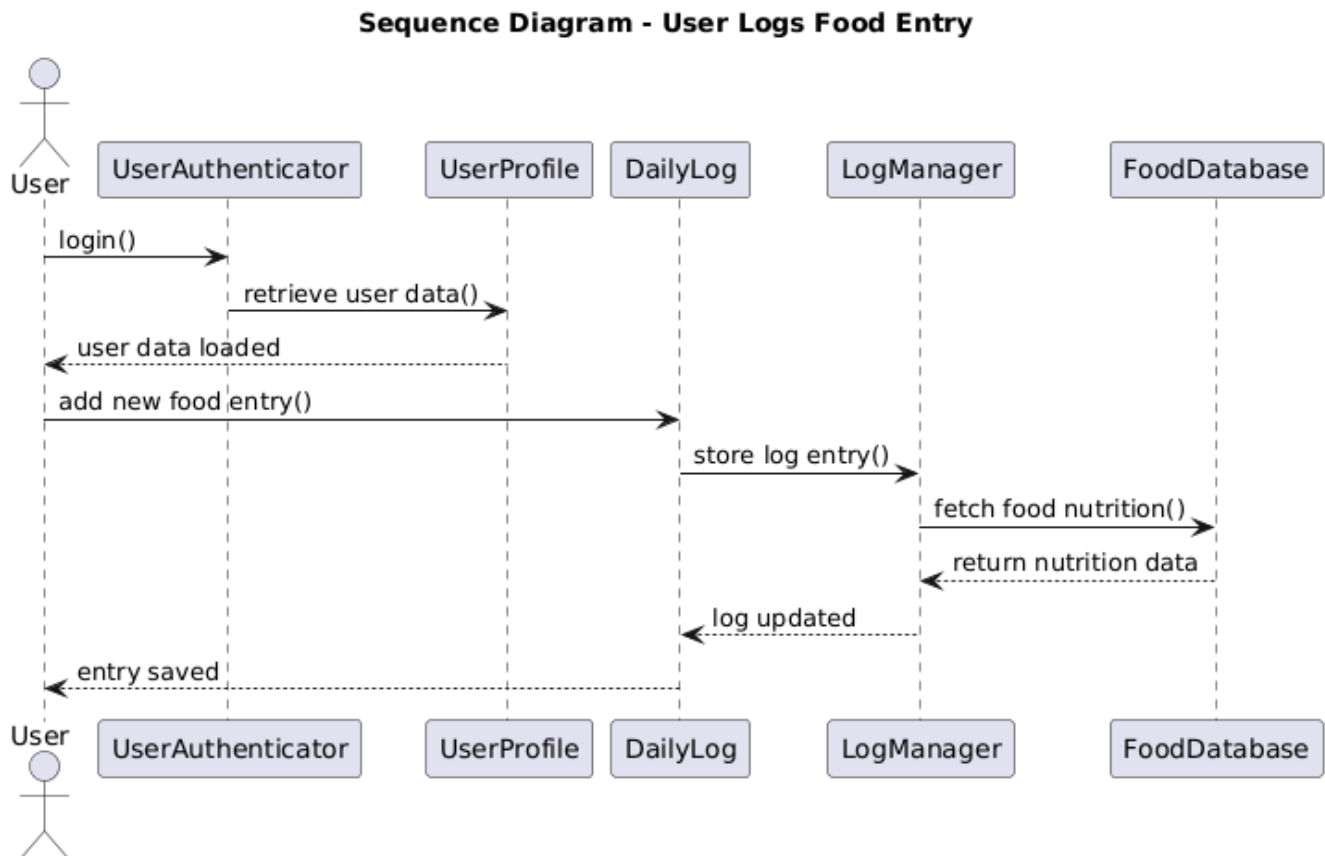 Sequence Diagram - User Logs Food Entry
User
UserAuthenticator
UserProfile
DailyLog
LogManager
FoodDatabase
login()
retrieve user data()
user data loaded
add new food entry()
store log entry()
fetch food nutrition()
return nutrition data
log updated
entry saved
User
UserAuthenticator
UserProfile
DailyLog
LogManager
FoodDatabase